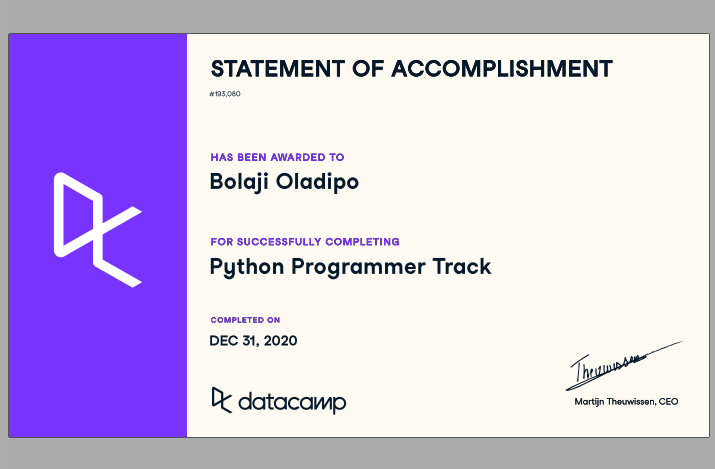 STATEMENT OF ACCOMPLISHMENT
#193,080
HAS BEEN AWARDED TO
Bolaji Oladipo
FOR SUCCESSFULLY COMPLETING
Python Programmer Track
COMPLETED ON
DEC 31, 2020
Theuwissen
datacamp
Martijn Theuwissen, CEO